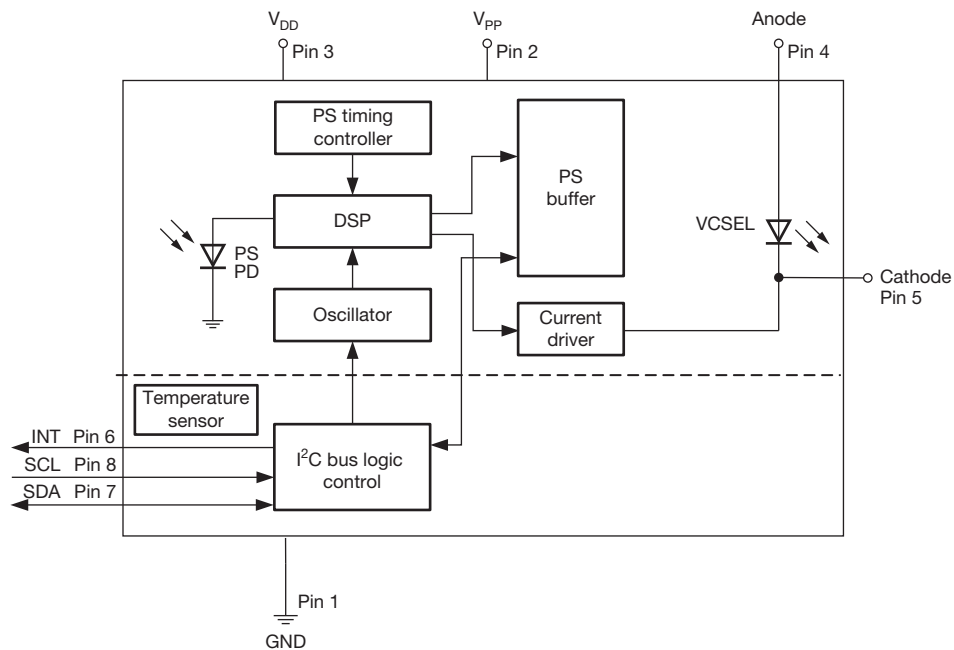 VDD
Pin 3
VPP
Pin 2
Anode
Pin 4
PS timing
controller
PS
buffer
DSP
VCSEL
PS
PD
Cathode
Pin 5
Oscillator
Current
driver
Temperature
sensor
INT Pin 6
SCL Pin 8
SDA Pin 7
I²C bus logic
control
Pin 1
GND